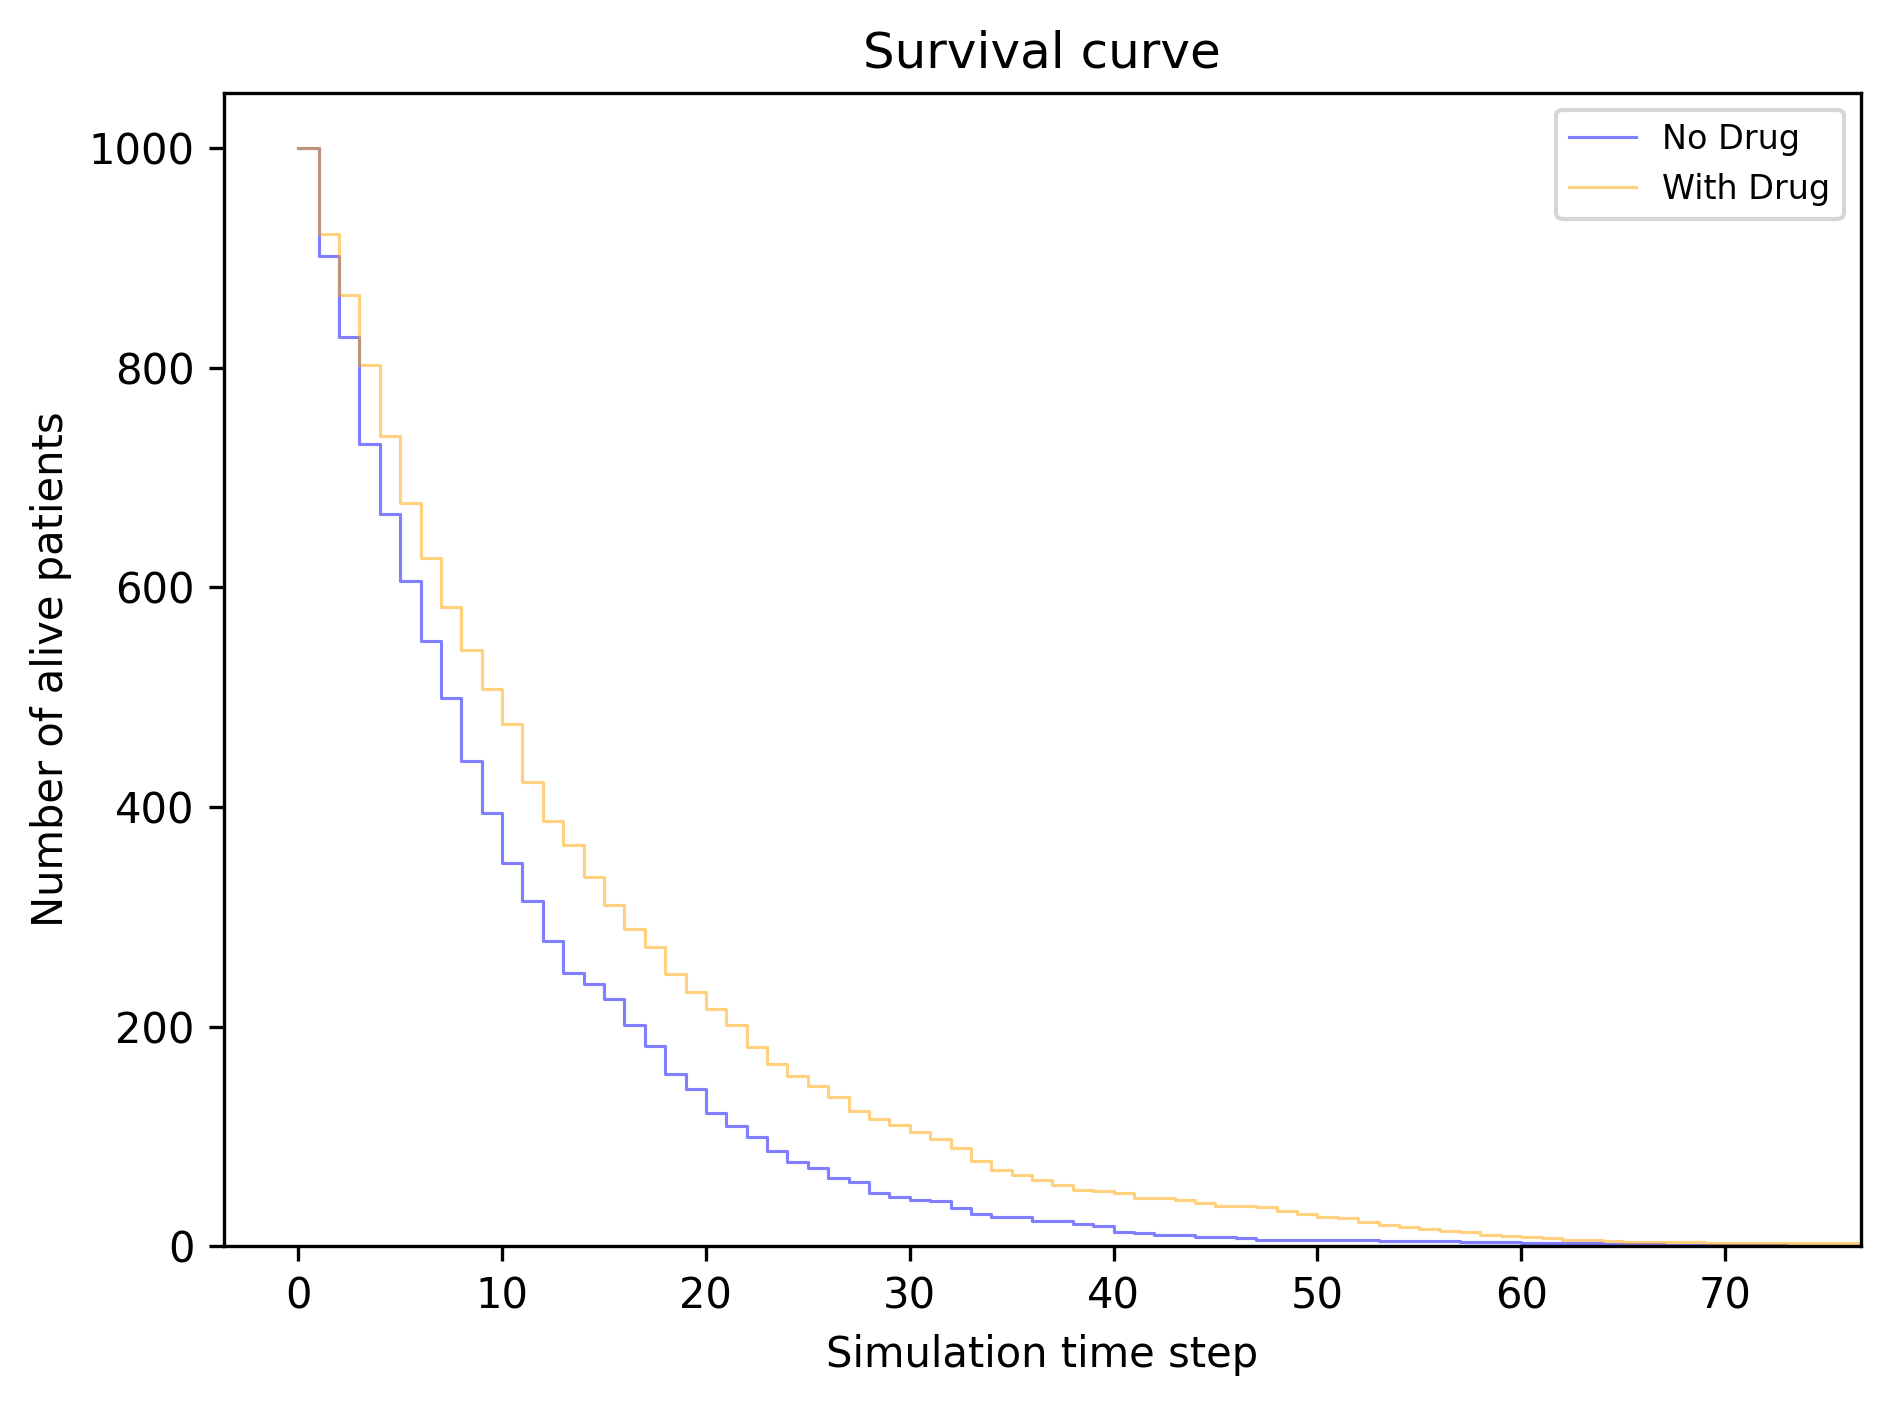 Survival curve
No Drug
With Drug
1000
800
600
400
200
0
Number of alive patients
0 10 20 30 40 50 60 70
Simulation time step